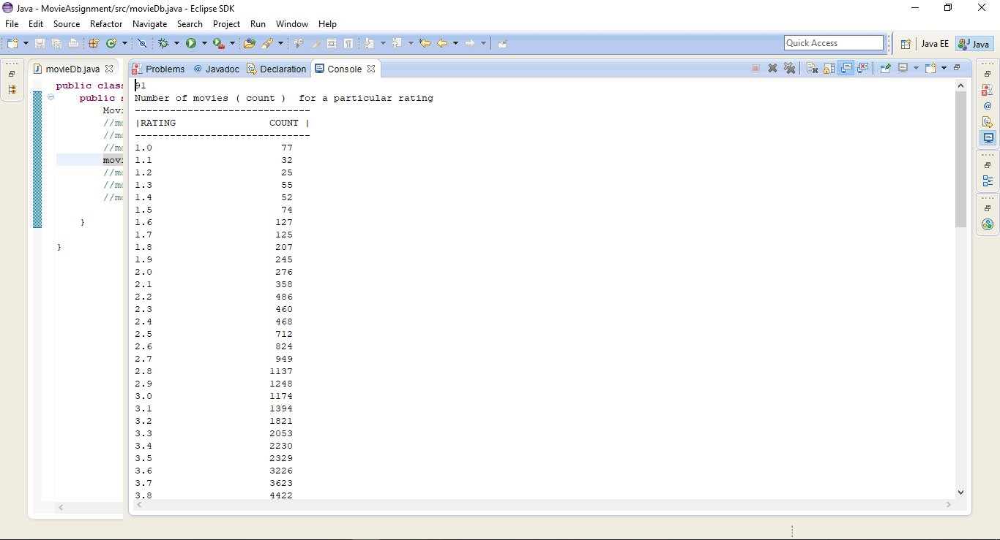 Java - MovieAssignment/src/movieDb.java - Eclipse SDK
File Edit Source Refactor Navigate Search Project Run Window Help
Quick Access Java EE Java
movieDb.java
public class
public s
Movi
//mo
//mo
//mo
movi
//mo
//mo
//mo
}
}
Problems @ Javadoc Declaration Console
91
Number of movies ( count )  for a particular rating
------------------------------
|RATING                COUNT |
------------------------------
1.0                      77
1.1                      32
1.2                      25
1.3                      55
1.4                      52
1.5                      74
1.6                     127
1.7                     125
1.8                     207
1.9                     245
2.0                     276
2.1                     358
2.2                     486
2.3                     460
2.4                     468
2.5                     712
2.6                     824
2.7                     949
2.8                    1137
2.9                    1248
3.0                    1174
3.1                    1394
3.2                    1821
3.3                    2053
3.4                    2230
3.5                    2329
3.6                    3226
3.7                    3623
3.8                    4422